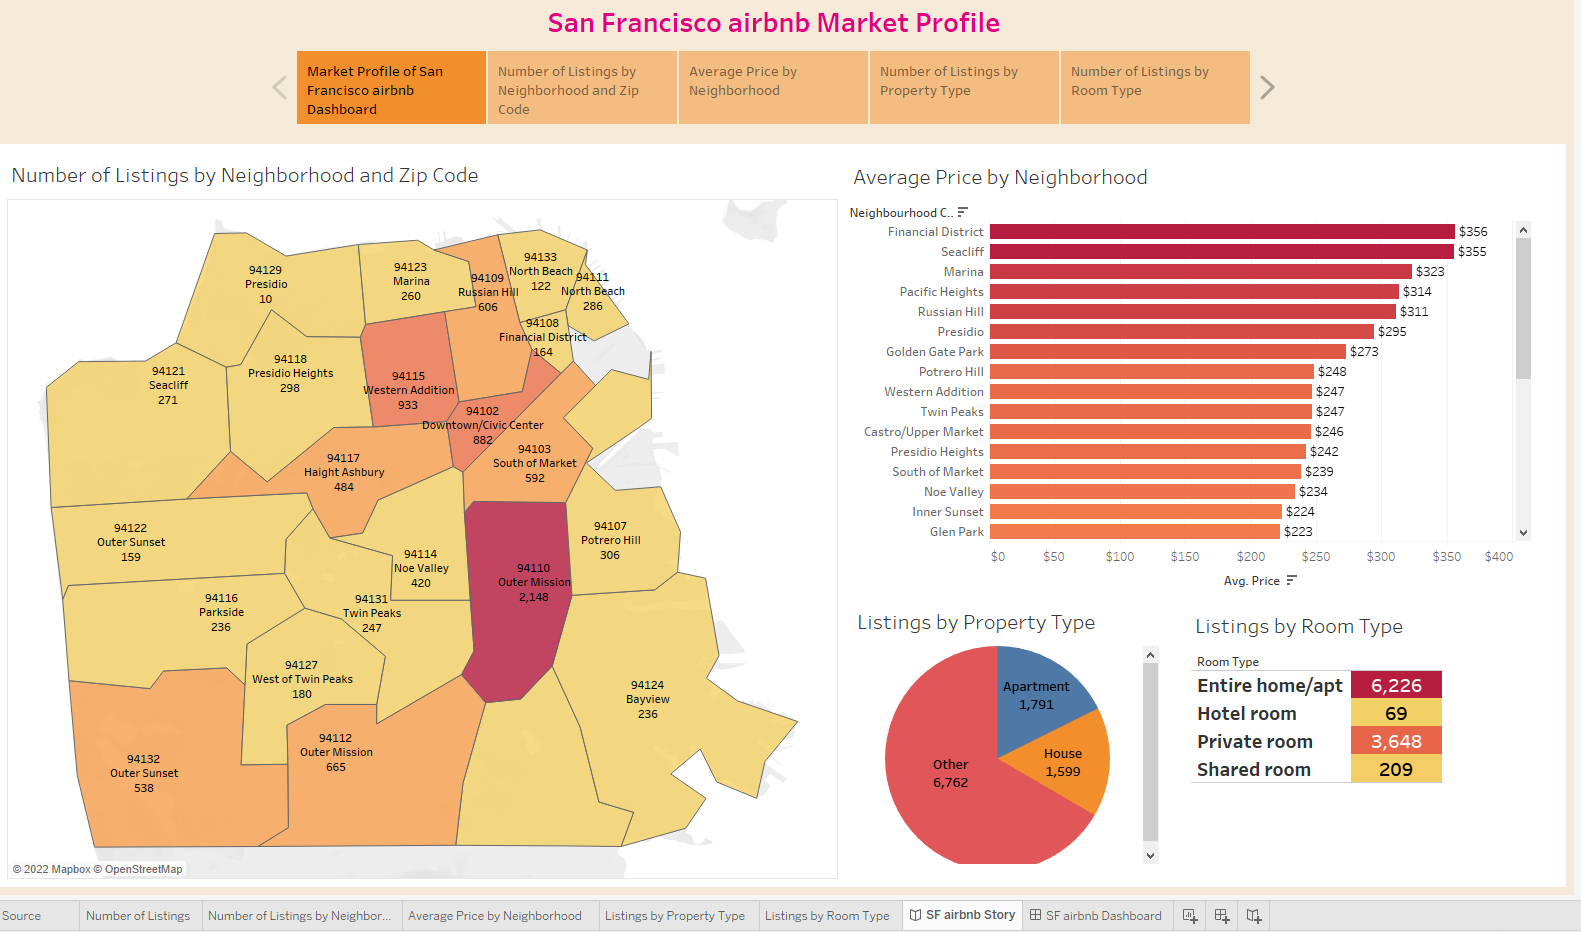 San Francisco airbnb Market Profile
Market Profile of San
Francisco airbnb
Dashboard
Number of Listings by
Neighborhood and Zip
Code
Average Price by
Neighborhood
Number of Listings by
Property Type
Number of Listings by
Room Type
Number of Listings by Neighborhood and Zip Code
94129
Presidio
10
94123
Marina
260
94109
Russian Hill
606
94133
North Beach
122
94111
North Beach
286
94108
Financial District
164
94118
Presidio Heights
298
94121
Seacliff
271
94115
Western Addition
933
94102
Downtown/Civic Center
882
94103
South of Market
592
94117
Haight Ashbury
484
94122
Outer Sunset
159
94114
Noe Valley
420
94110
Outer Mission
2,148
94107
Potrero Hill
306
94116
Parkside
236
94131
Twin Peaks
247
94127
West of Twin Peaks
180
94124
Bayview
236
94132
Outer Sunset
538
94112
Outer Mission
665
© 2022 Mapbox © OpenStreetMap
Average Price by Neighborhood
Neighbourhood C..
Financial District $356
Seacliff $355
Marina $323
Pacific Heights $314
Russian Hill $311
Presidio $295
Golden Gate Park $273
Potrero Hill $248
Western Addition $247
Twin Peaks $247
Castro/Upper Market $246
Presidio Heights $242
South of Market $239
Noe Valley $234
Inner Sunset $224
Glen Park $223
$0 $50 $100 $150 $200 $250 $300 $350 $400
Avg. Price
Listings by Property Type
Apartment
1,791
House
1,599
Other
6,762
Listings by Room Type
Room Type
Entire home/apt 6,226
Hotel room 69
Private room 3,648
Shared room 209
Source Number of Listings Number of Listings by Neighbor... Average Price by Neighborhood Listings by Property Type Listings by Room Type SF airbnb Story SF airbnb Dashboard